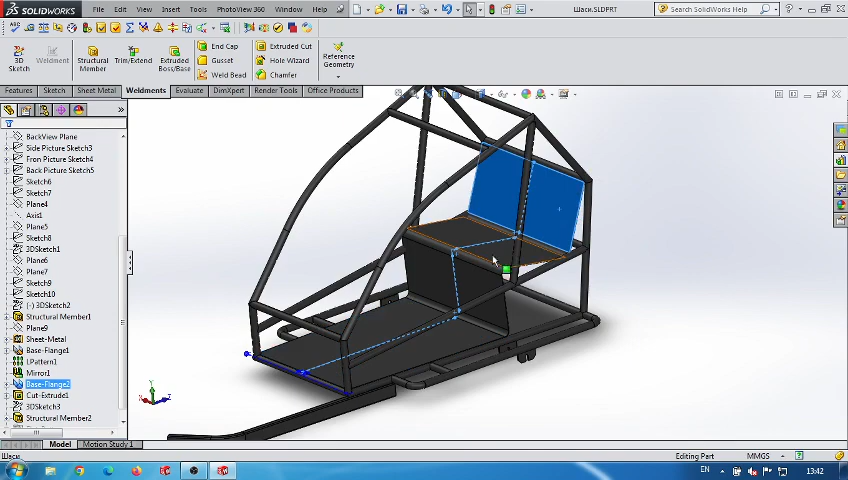 SOLIDWORKS File Edit View Insert Tools PhotoView 360 Window Help Шаси.SLDPRT Search SolidWorks Help
3D Sketch Weldment Structural Member Trim/Extend Extruded Boss/Base End Cap Gusset Weld Bead Extruded Cut Hole Wizard Chamfer Reference Geometry
Features Sketch Sheet Metal Weldments Evaluate DimXpert Render Tools Office Products
BackView Plane
Side Picture Sketch3
Fron Picture Sketch4
Back Picture Sketch5
Sketch6
Sketch7
Plane4
Axis1
Plane5
Sketch8
3DSketch1
Plane6
Plane7
Sketch9
Sketch10
(-) 3DSketch2
Structural Member1
Plane9
Sheet-Metal
Base-Flange1
LPattern1
Mirror1
Base-Flange2
Cut-Extrude1
3DSketch3
Structural Member2
Y
X
Z
Model Motion Study 1
Шаси Editing Part MMGS
EN 13:42